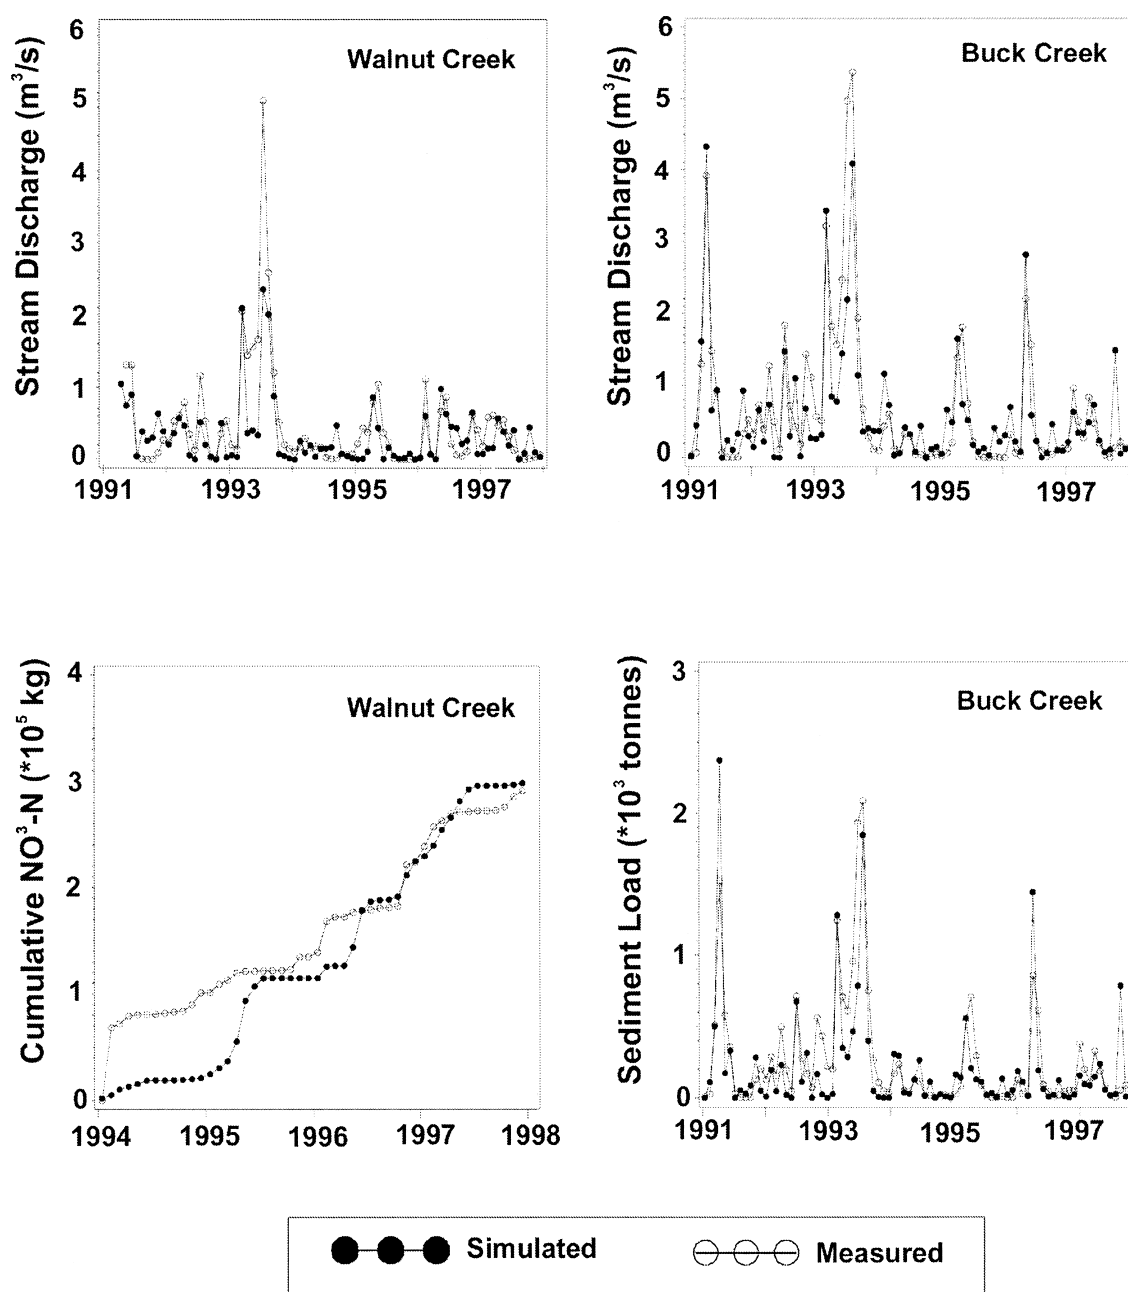 Stream Discharge (m³/s)
6
5
4
3
2
1
0
Walnut Creek
1991 1993 1995 1997
Stream Discharge (m³/s)
6
5
4
3
2
1
0
Buck Creek
1991 1993 1995 1997
Cumulative NO³-N (*10⁵ kg)
4
3
2
1
0
Walnut Creek
1994 1995 1996 1997 1998
Sediment Load (*10³ tonnes)
3
2
1
0
Buck Creek
1991 1993 1995 1997
Simulated Measured